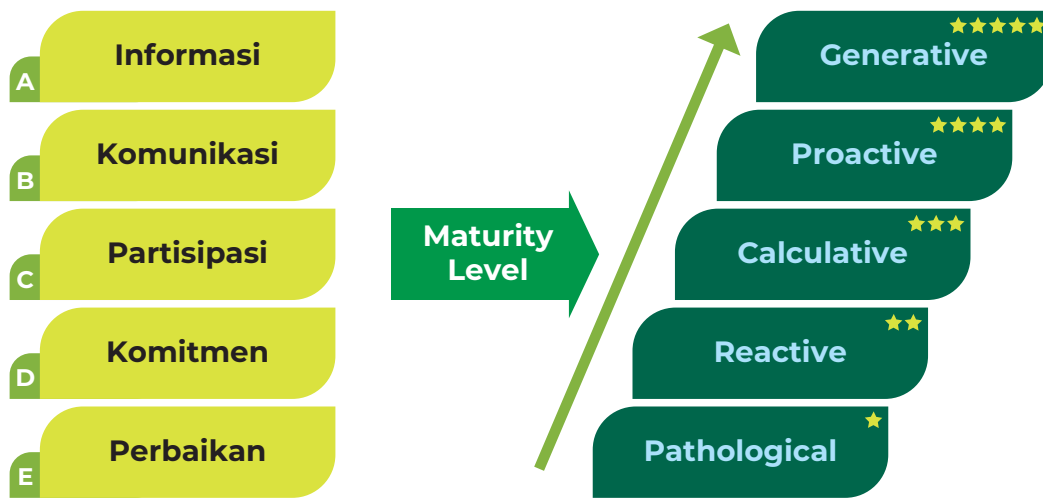 A
Informasi
B
Komunikasi
C
Partisipasi
D
Komitmen
E
Perbaikan
Maturity
Level
Generative
Proactive
Calculative
Reactive
Pathological